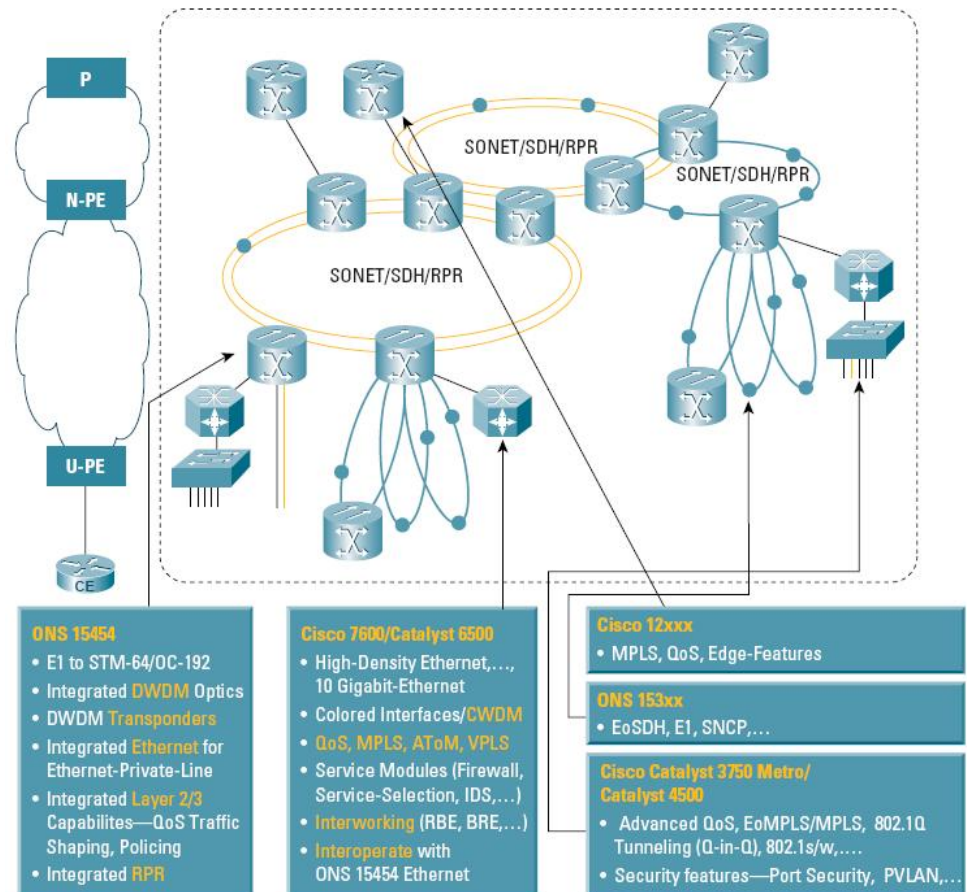 P
N-PE
U-PE
CE
SONET/SDH/RPR
SONET/SDH/RPR
SONET/SDH/RPR
ONS 15454
• E1 to STM-64/OC-192
• Integrated DWDM Optics
• DWDM Transponders
• Integrated Ethernet for
Ethernet-Private-Line
• Integrated Layer 2/3
Capabilites—QoS Traffic
Shaping, Policing
• Integrated RPR
Cisco 7600/Catalyst 6500
• High-Density Ethernet,...,
10 Gigabit-Ethernet
• Colored Interfaces/CWDM
• QoS, MPLS, AToM, VPLS
• Service Modules (Firewall,
Service-Selection, IDS,...)
• Interworking (RBE, BRE,...)
• Interoperate with
ONS 15454 Ethernet
Cisco 12xxx
• MPLS, QoS, Edge-Features
ONS 153xx
• EoSDH, E1, SNCP,...
Cisco Catalyst 3750 Metro/
Catalyst 4500
• Advanced QoS, EoMPLS/MPLS, 802.1Q
Tunneling (Q-in-Q), 802.1s/w,....
• Security features—Port Security, PVLAN,...